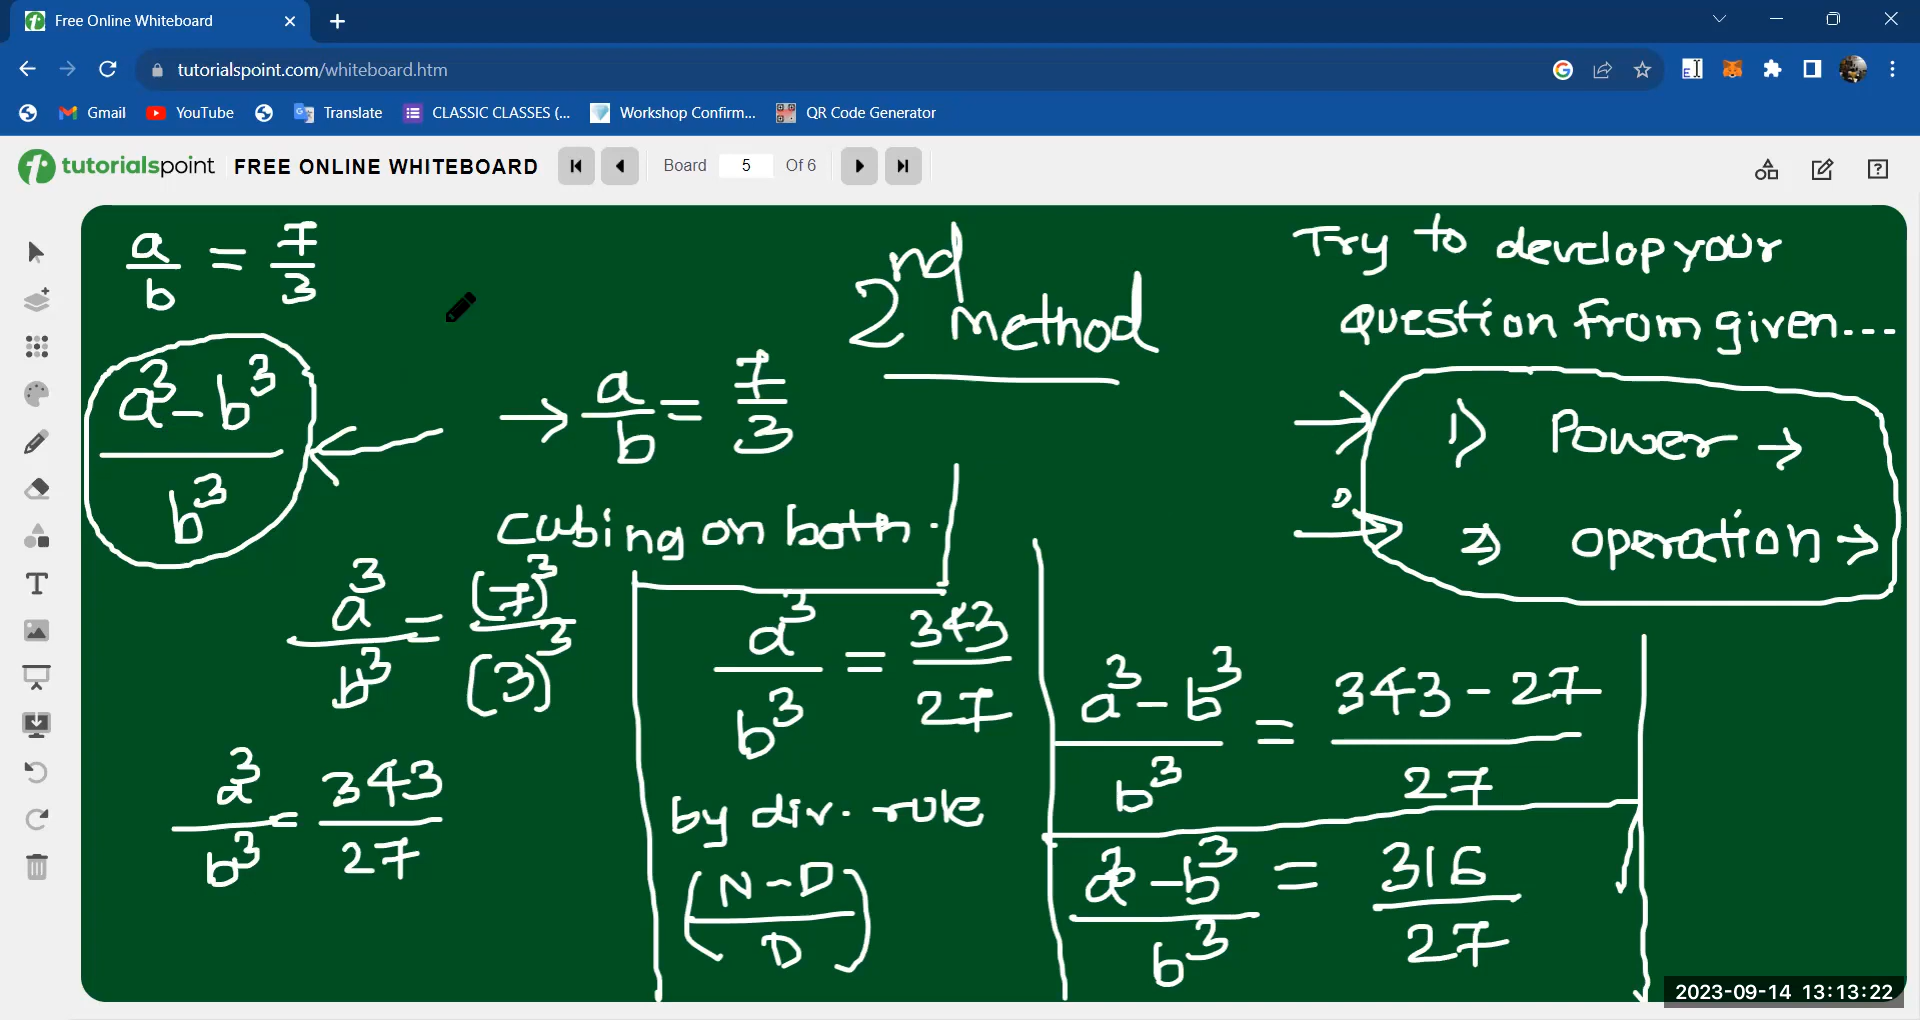 Free Online Whiteboard
tutorialspoint.com/whiteboard.htm
Gmail YouTube Translate CLASSIC CLASSES (... Workshop Confirm... QR Code Generator
tutorialspoint FREE ONLINE WHITEBOARD Board 5 Of 6
a/b = 7/3
2nd method
Try to develop your
question from given...
(a³ - b³)/b³
→ a/b = 7/3
1) Power →
2) operation →
cubing on both .
a³/b³ = (7)³/(3)³
a³/b³ = 343/27
a³/b³ = 343/27
by div. rule
(N - D/D)
a³ - b³/b³ = 343 - 27/27
a³ - b³/b³ = 316/27
2023-09-14 13:13:22